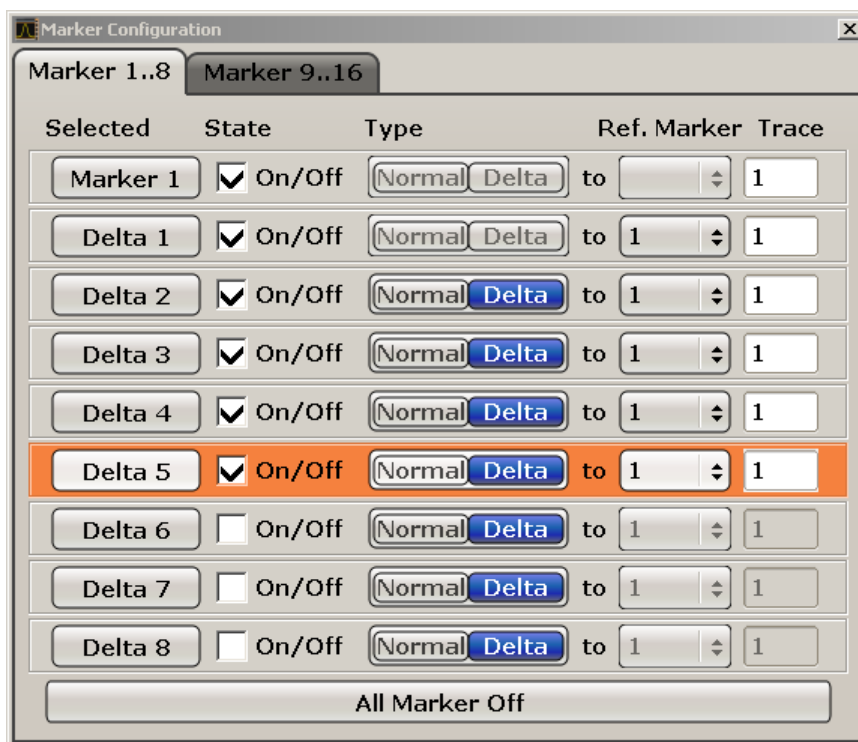 Marker Configuration
Marker 1..8 Marker 9..16
Selected State Type Ref. Marker Trace
Marker 1 On/Off Normal Delta to 1
Delta 1 On/Off Normal Delta to 1 1
Delta 2 On/Off Normal Delta to 1 1
Delta 3 On/Off Normal Delta to 1 1
Delta 4 On/Off Normal Delta to 1 1
Delta 5 On/Off Normal Delta to 1 1
Delta 6 On/Off Normal Delta to 1 1
Delta 7 On/Off Normal Delta to 1 1
Delta 8 On/Off Normal Delta to 1 1
All Marker Off